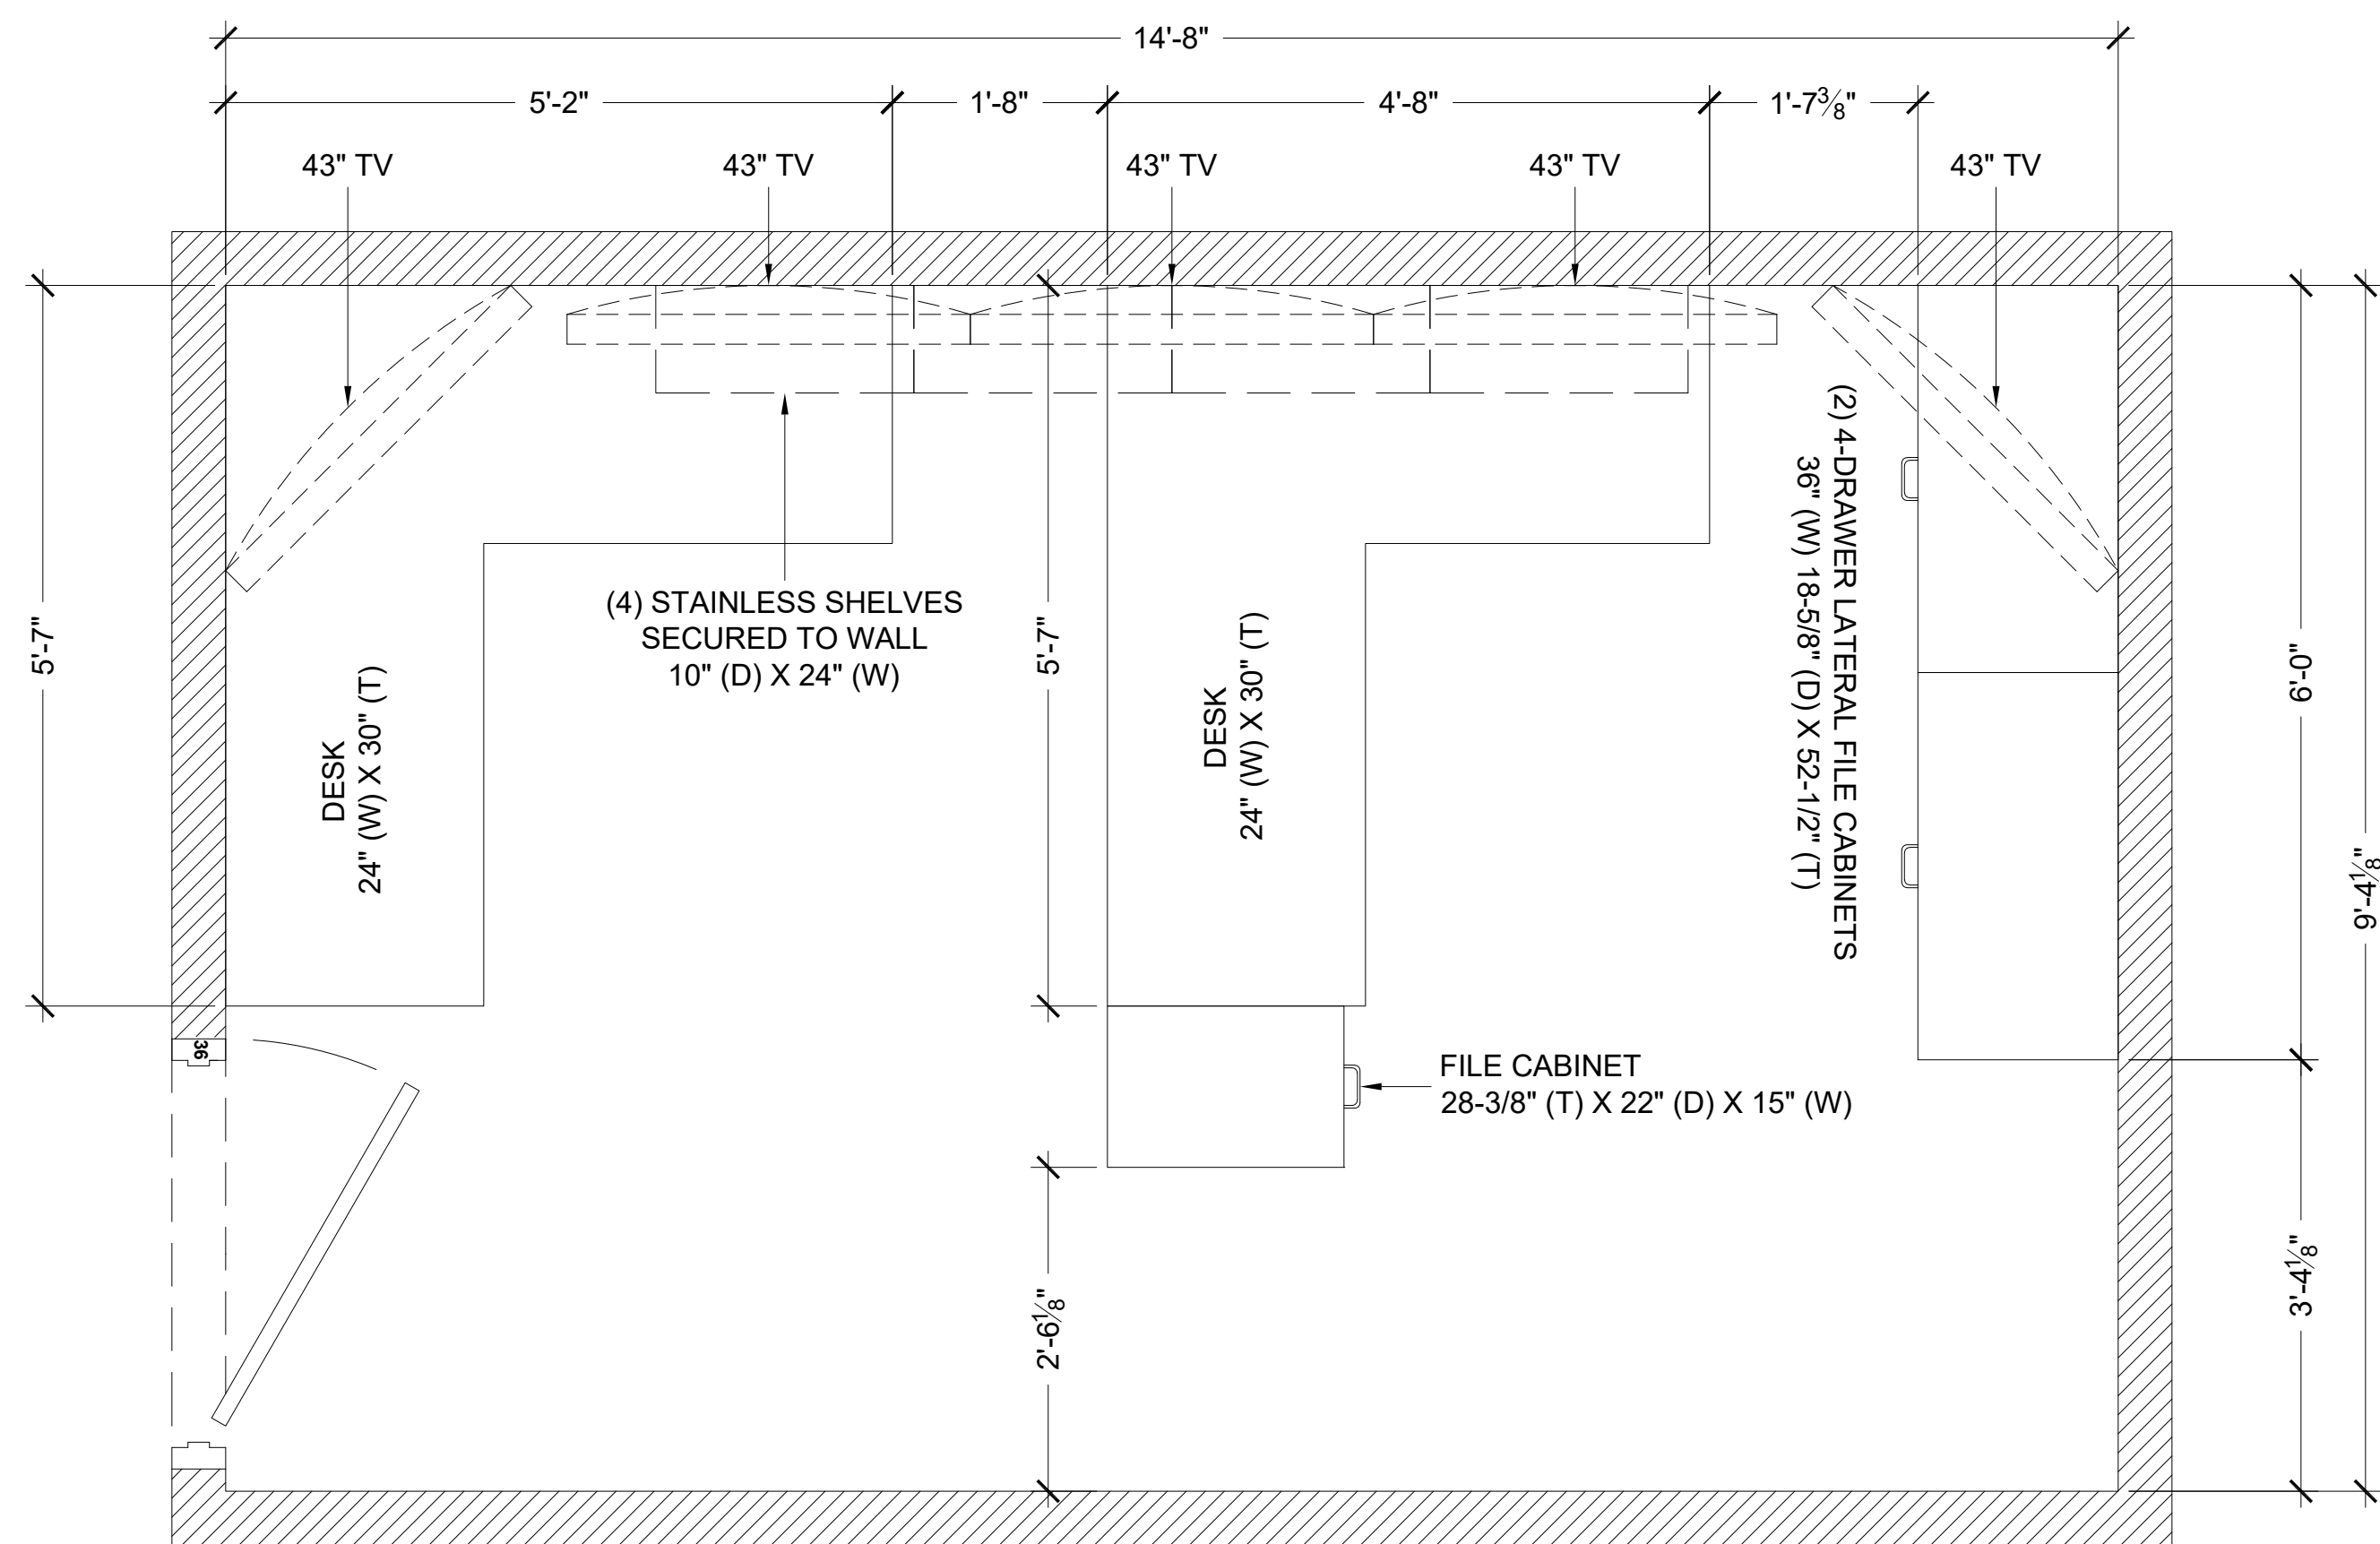 14'-8"
5'-2"
1'-8"
4'-8"
1'-7⅜"
43" TV
43" TV
43" TV
43" TV
43" TV
5'-7"
DESK
24" (W) X 30" (T)
(4) STAINLESS SHELVES
SECURED TO WALL
10" (D) X 24" (W)
5'-7"
DESK
24" (W) X 30" (T)
(2) 4-DRAWER LATERAL FILE CABINETS
36" (W) 18-5/8" (D) X 52-1/2" (T)
6'-0"
9'-4⅛"
36
FILE CABINET
28-3/8" (T) X 22" (D) X 15" (W)
2'-6⅛"
3'-4⅛"